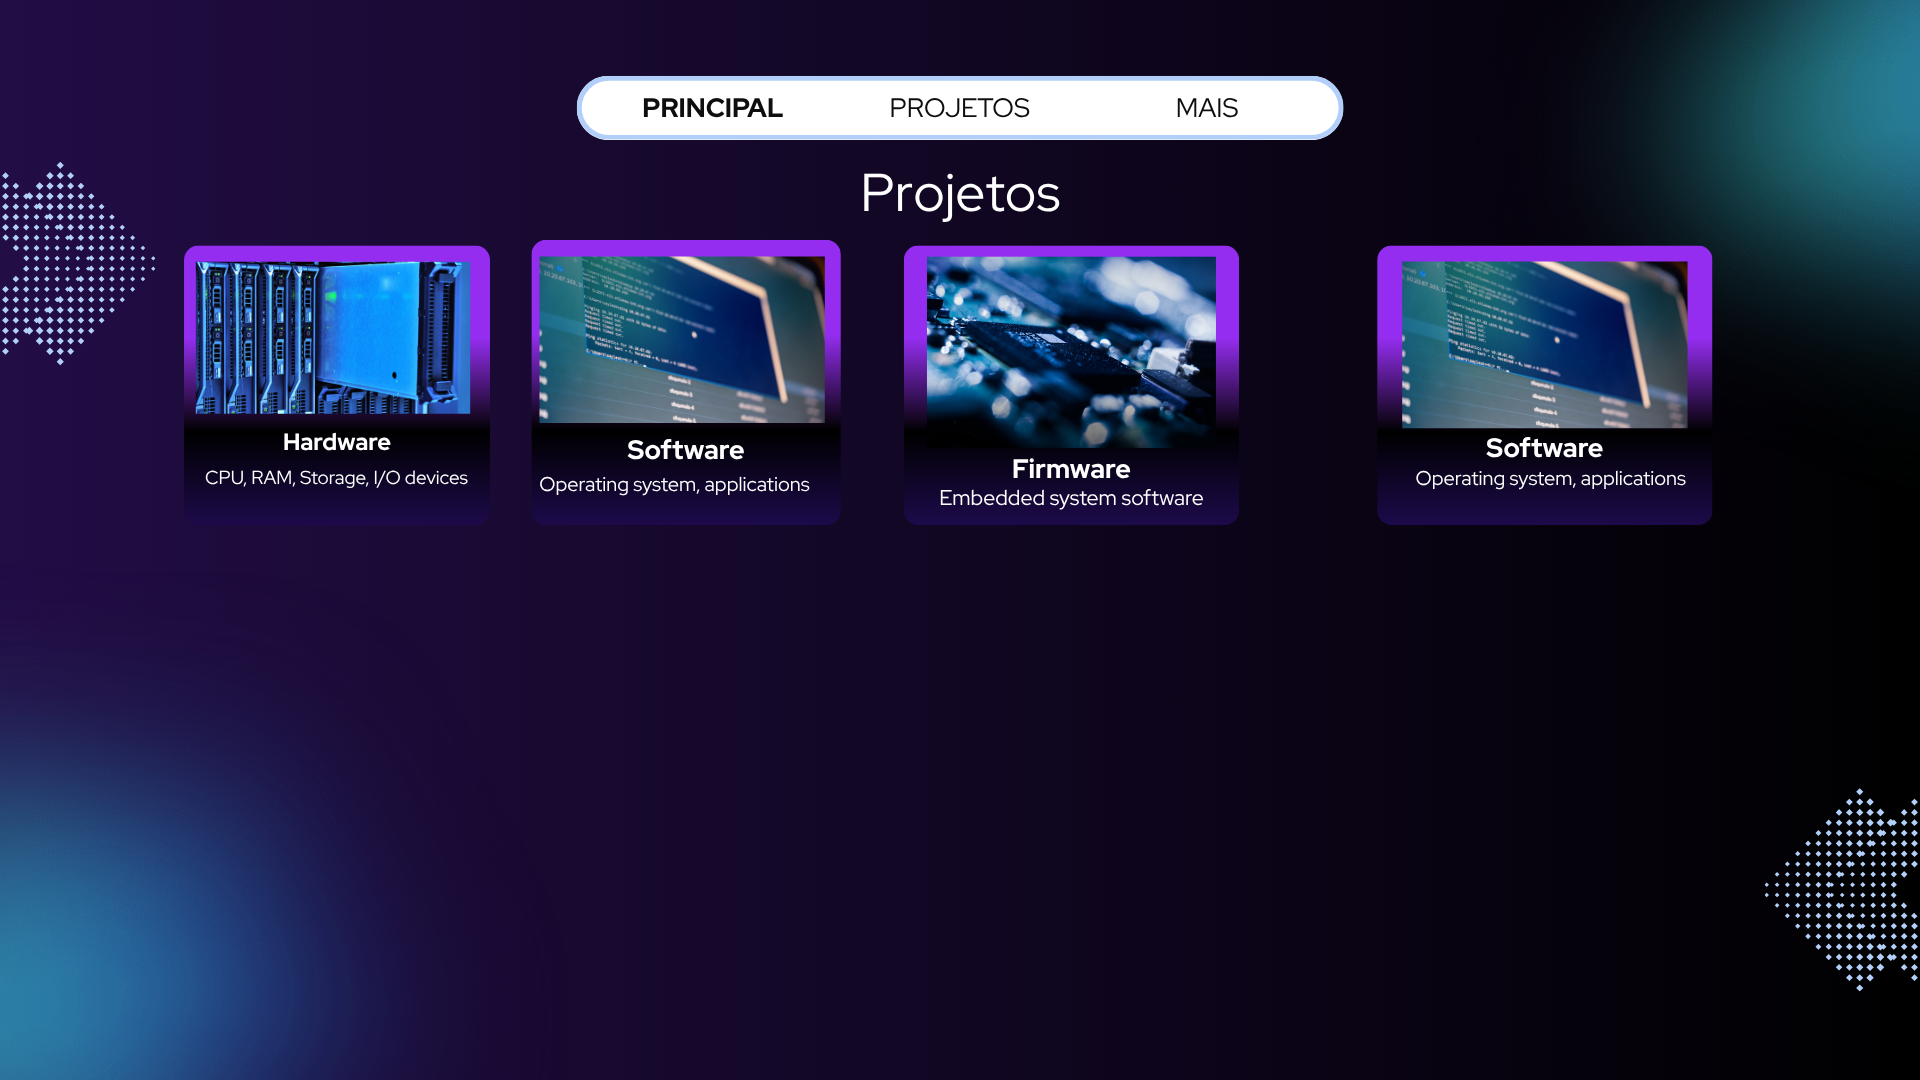 PRINCIPAL PROJETOS MAIS
Projetos
Hardware
CPU, RAM, Storage, I/O devices
Software
Operating system, applications
Firmware
Embedded system software
Software
Operating system, applications